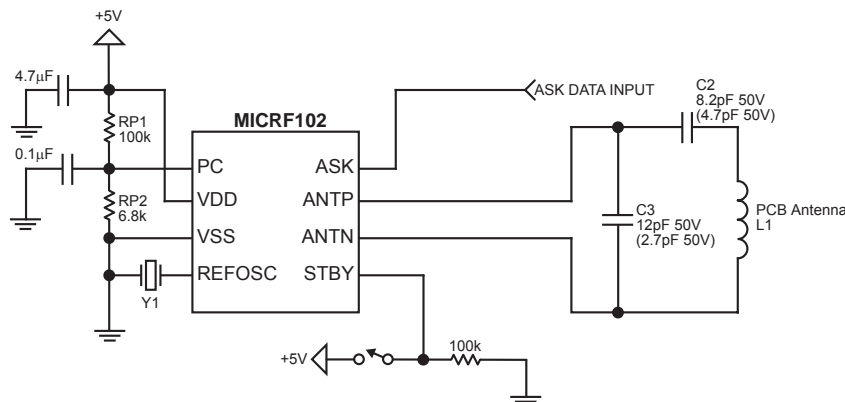 +5V
4.7µF
RP1
100k
0.1µF
RP2
6.8k
Y1
MICRF102
PC
VDD
VSS
REFOSC
ASK
ANTP
ANTN
STBY
ASK DATA INPUT
C2
8.2pF 50V
(4.7pF 50V)
C3
12pF 50V
(2.7pF 50V)
PCB Antenna
L1
+5V
100k